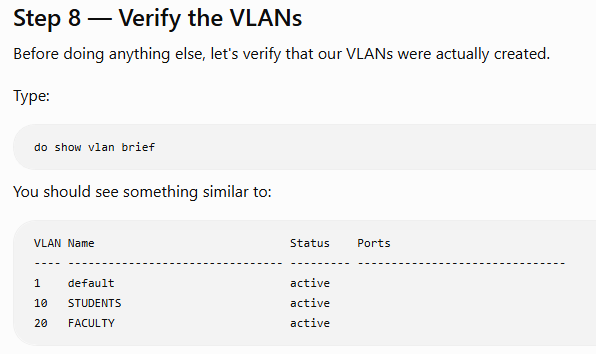 Step 8 — Verify the VLANs
Before doing anything else, let's verify that our VLANs were actually created.
Type:
do show vlan brief
You should see something similar to:
VLAN Name                             Status    Ports
---- -------------------------------- --------- -------------------------------
1    default                          active
10   STUDENTS                         active
20   FACULTY                          active